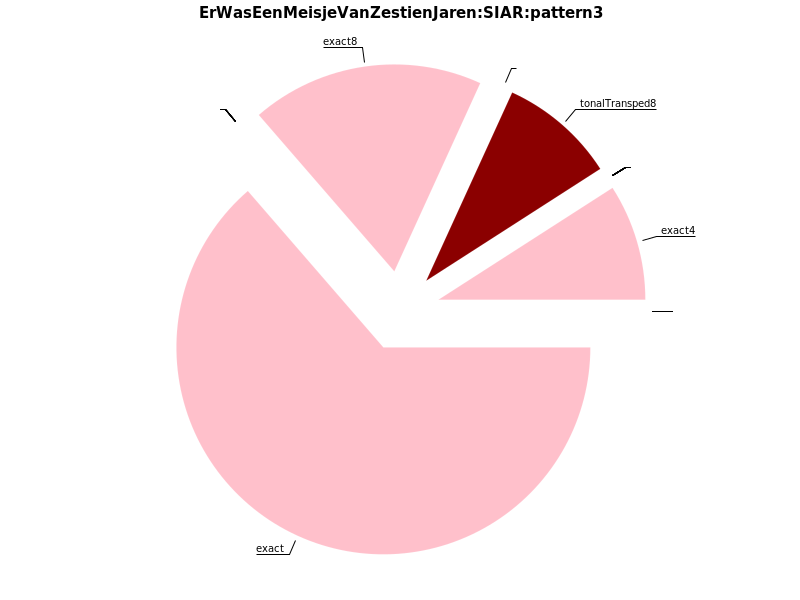 ErWasEenMeisjeVanZestienJaren:SIAR:pattern3
exact8
tonalTransped8
exact4
exact